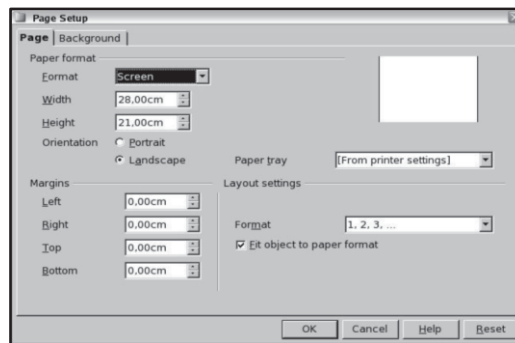 Page Setup
Page Background
Paper format
Format Screen
Width 28,00cm
Height 21,00cm
Orientation Portrait
Landscape Paper tray [From printer settings]
Margins Layout settings
Left 0,00cm
Right 0,00cm Format 1, 2, 3, ...
Top 0,00cm Fit object to paper format
Bottom 0,00cm
OK Cancel Help Reset